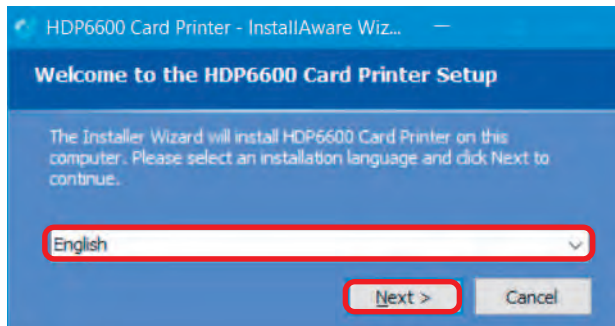 HDP6600 Card Printer - InstallAware Wiz...
Welcome to the HDP6600 Card Printer Setup
The Installer Wizard will install HDP6600 Card Printer on this
computer. Please select an installation language and click Next to
continue.
English
Next >
Cancel